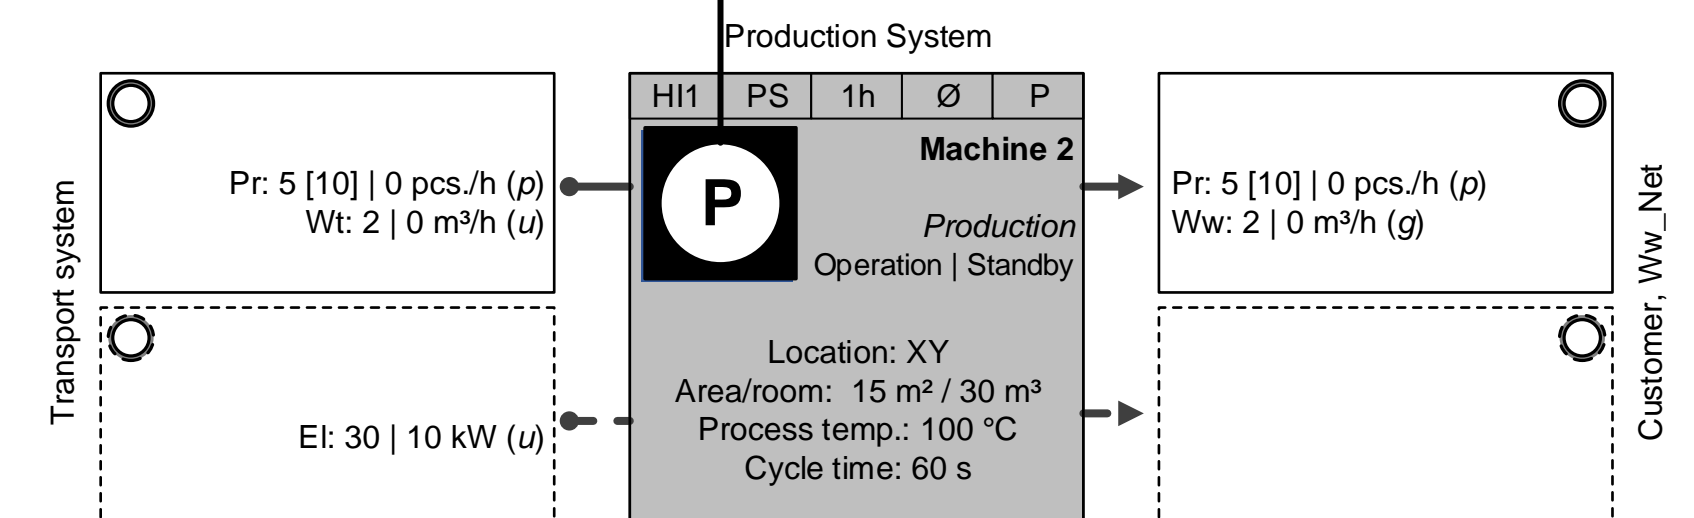 Production System
HI1 PS 1h Ø P
Machine 2
P
Production
Operation | Standby
Location: XY
Area/room: 15 m² / 30 m³
Process temp.: 100 °C
Cycle time: 60 s
Transport system
Pr: 5 [10] | 0 pcs./h (p)
Wt: 2 | 0 m³/h (u)
El: 30 | 10 kW (u)
Pr: 5 [10] | 0 pcs./h (p)
Ww: 2 | 0 m³/h (g)
Customer, Ww_Net